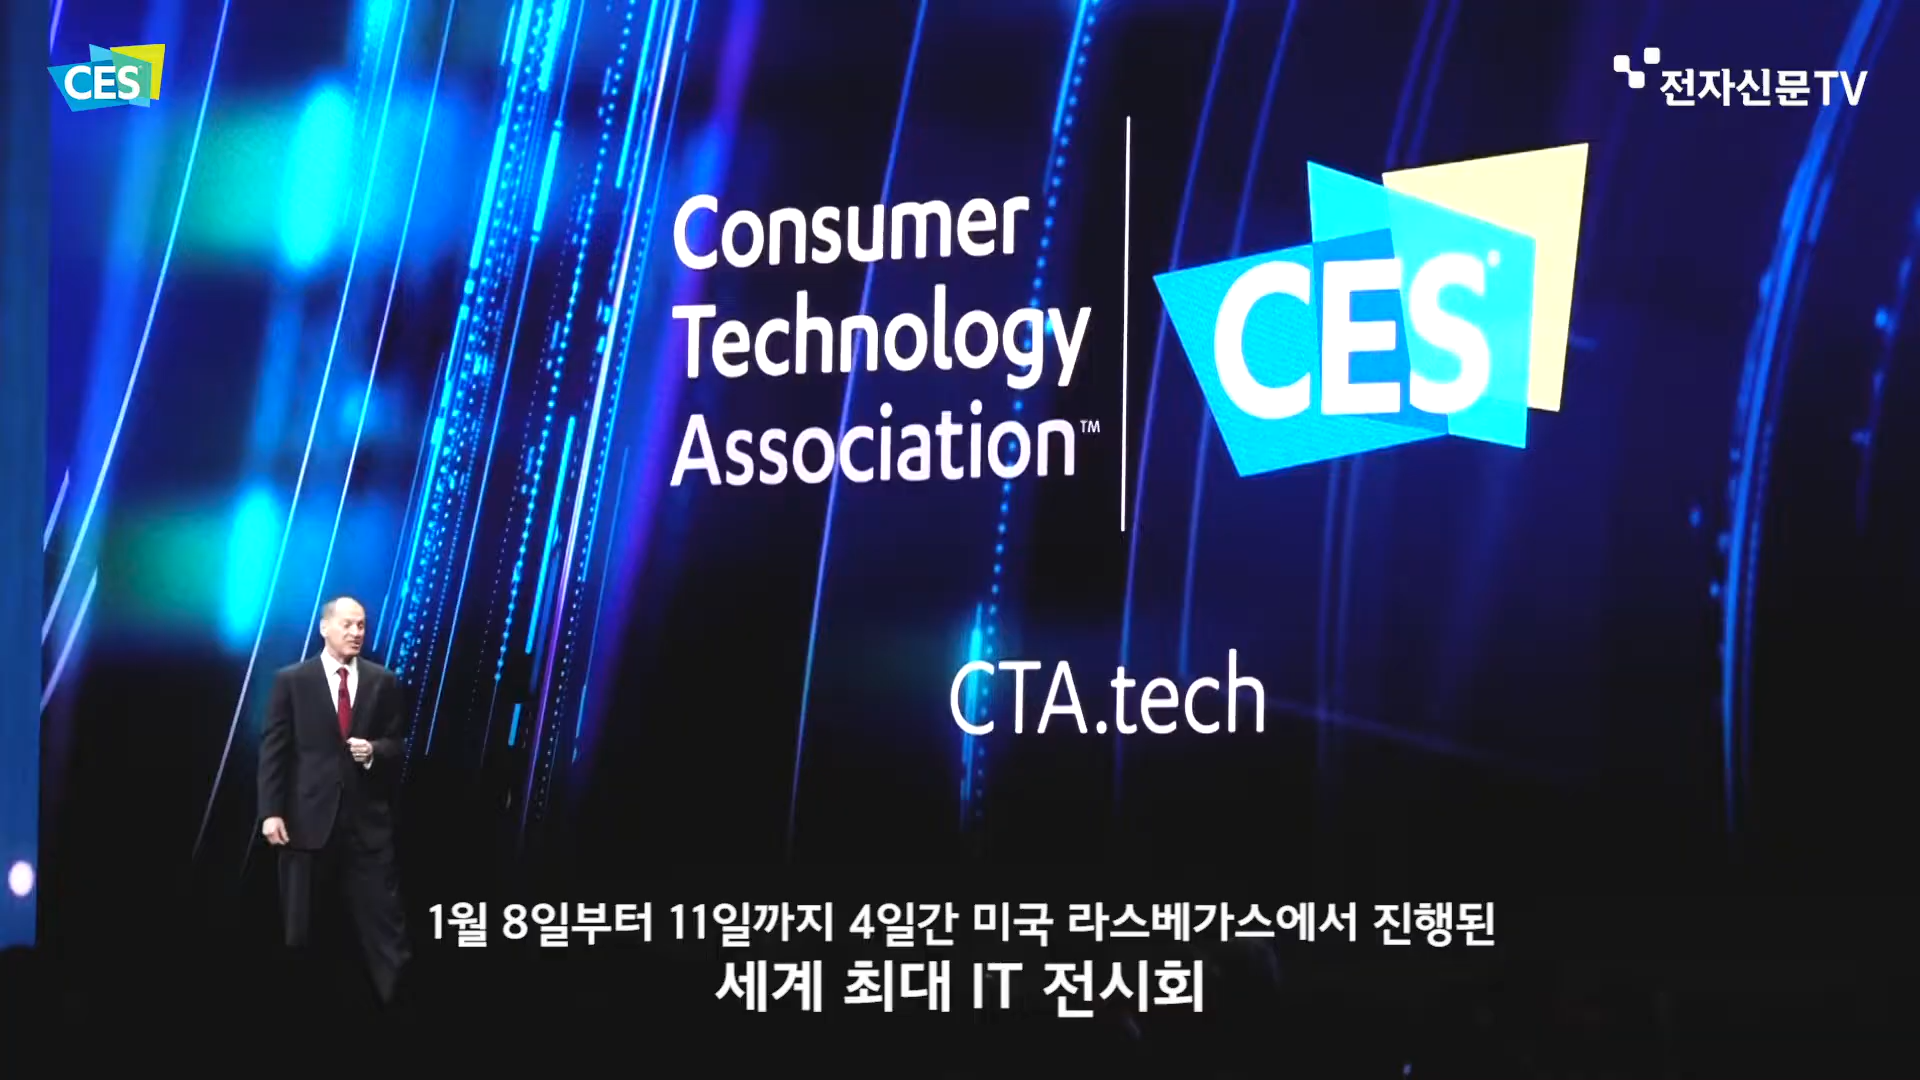 CES
전자신문TV
Consumer
Technology
Association™
CES
CTA.tech
1월 8일부터 11일까지 4일간 미국 라스베가스에서 진행된
세계 최대 IT 전시회